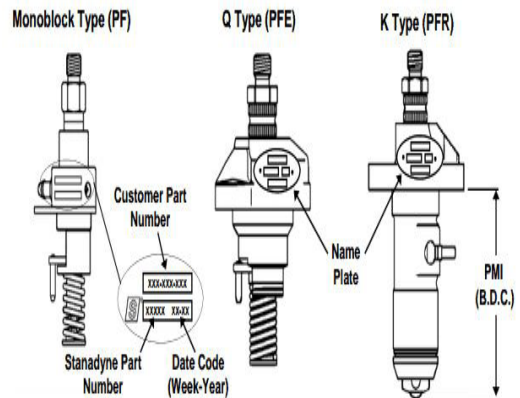 Monoblock Type (PF)
Q Type (PFE)
K Type (PFR)
Customer Part
Number
XXX-XXX-XXX
XXXXX XX-XX
Stanadyne Part
Number
Date Code
(Week-Year)
Name
Plate
PMI
(B.D.C.)